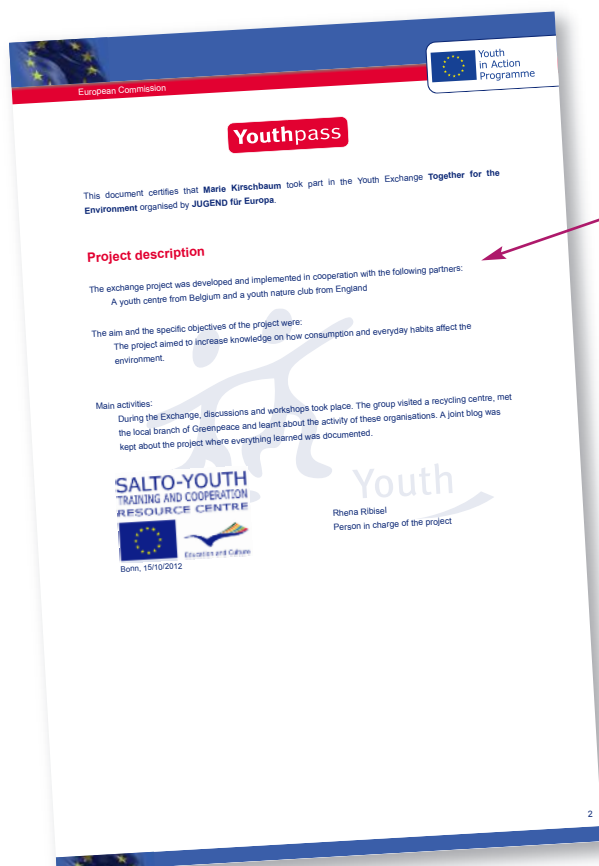 Youth
in Action
Programme
European Commission
Youthpass
This document certifies that Marie Kirschbaum took part in the Youth Exchange Together for the
Environment organised by JUGEND für Europa.
Project description
The exchange project was developed and implemented in cooperation with the following partners:
A youth centre from Belgium and a youth nature club from England
The aim and the specific objectives of the project were:
The project aimed to increase knowledge on how consumption and everyday habits affect the
environment.
Main activities:
During the Exchange, discussions and workshops took place. The group visited a recycling centre, met
the local branch of Greenpeace and learnt about the activity of these organisations. A joint blog was
kept about the project where everything learned was documented.
SALTO-YOUTH
TRAINING AND COOPERATION
RESOURCE CENTRE
Education and Culture
Bonn, 15/10/2012
Youth
Rhena Ribisel
Person in charge of the project
2